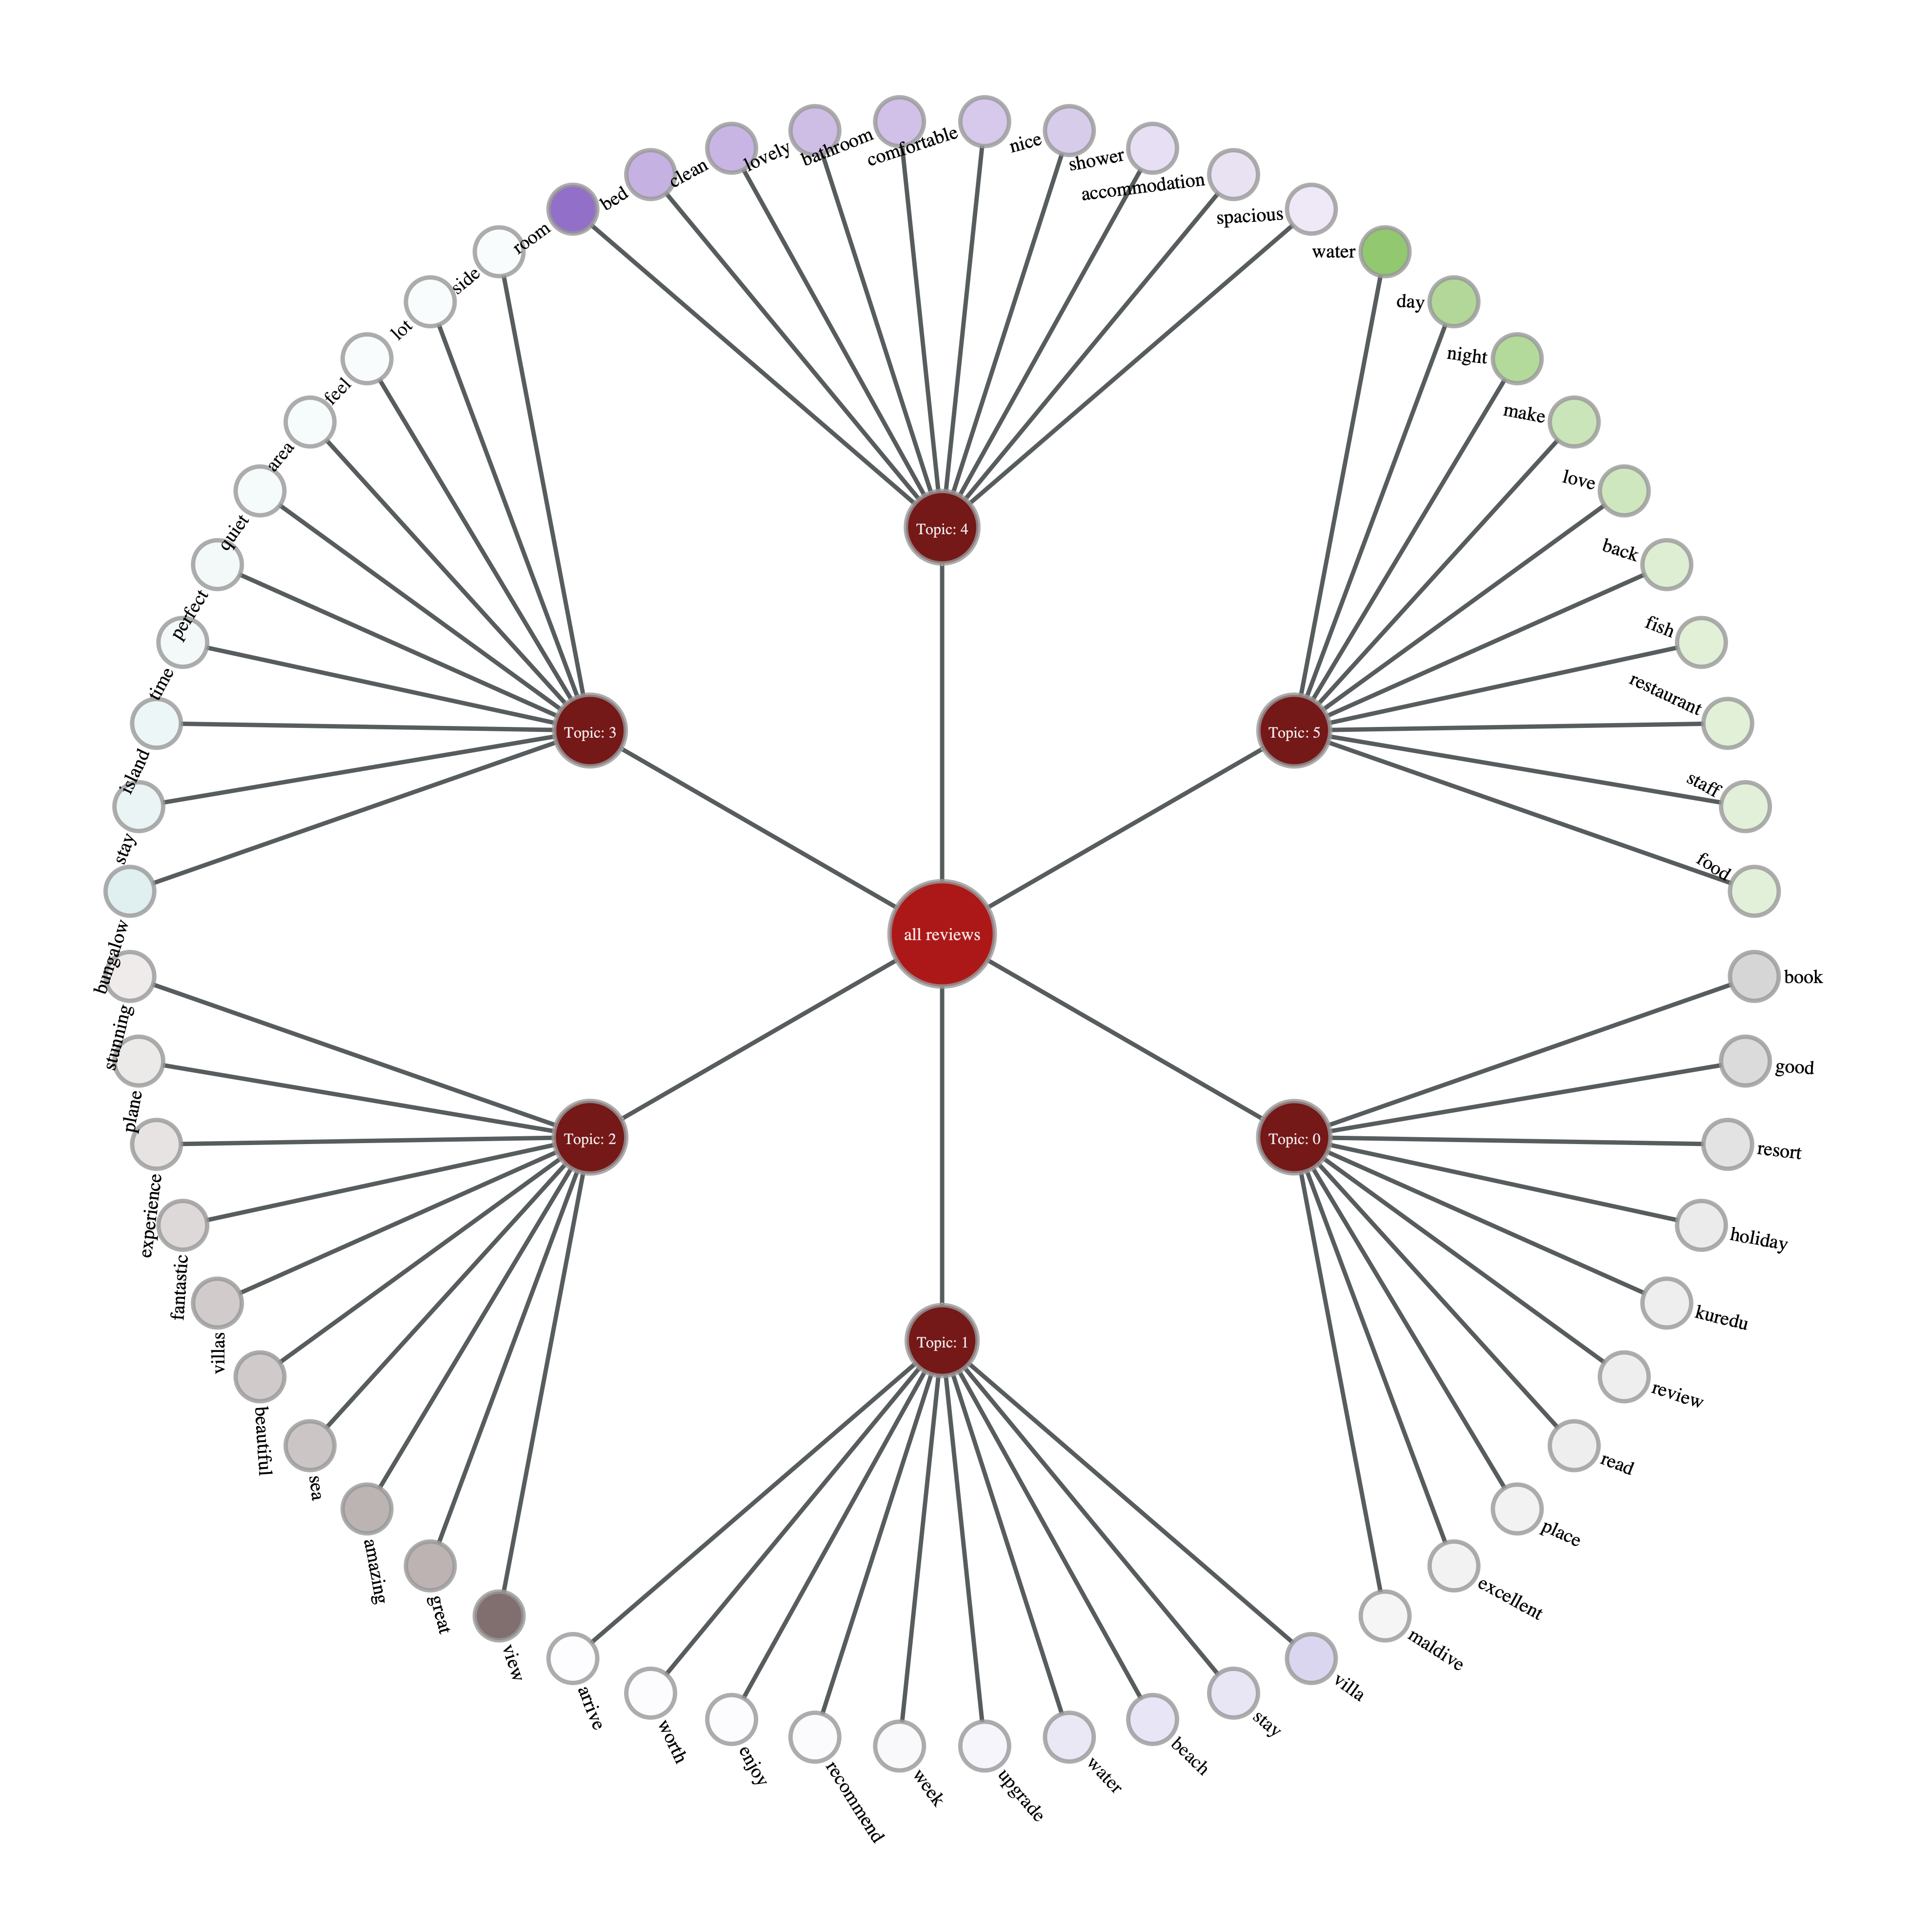 all reviews
Topic: 0
book
good
resort
holiday
kuredu
review
read
place
excellent
maldive
Topic: 1
villa
stay
beach
water
upgrade
week
recommend
enjoy
worth
arrive
Topic: 2
view
great
amazing
sea
beautiful
villas
fantastic
experience
plane
stunning
Topic: 3
bungalow
stay
island
time
perfect
quiet
area
feel
lot
side
Topic: 4
room
bed
clean
lovely
bathroom
comfortable
nice
shower
accommodation
spacious
Topic: 5
water
day
night
make
love
back
fish
restaurant
staff
food